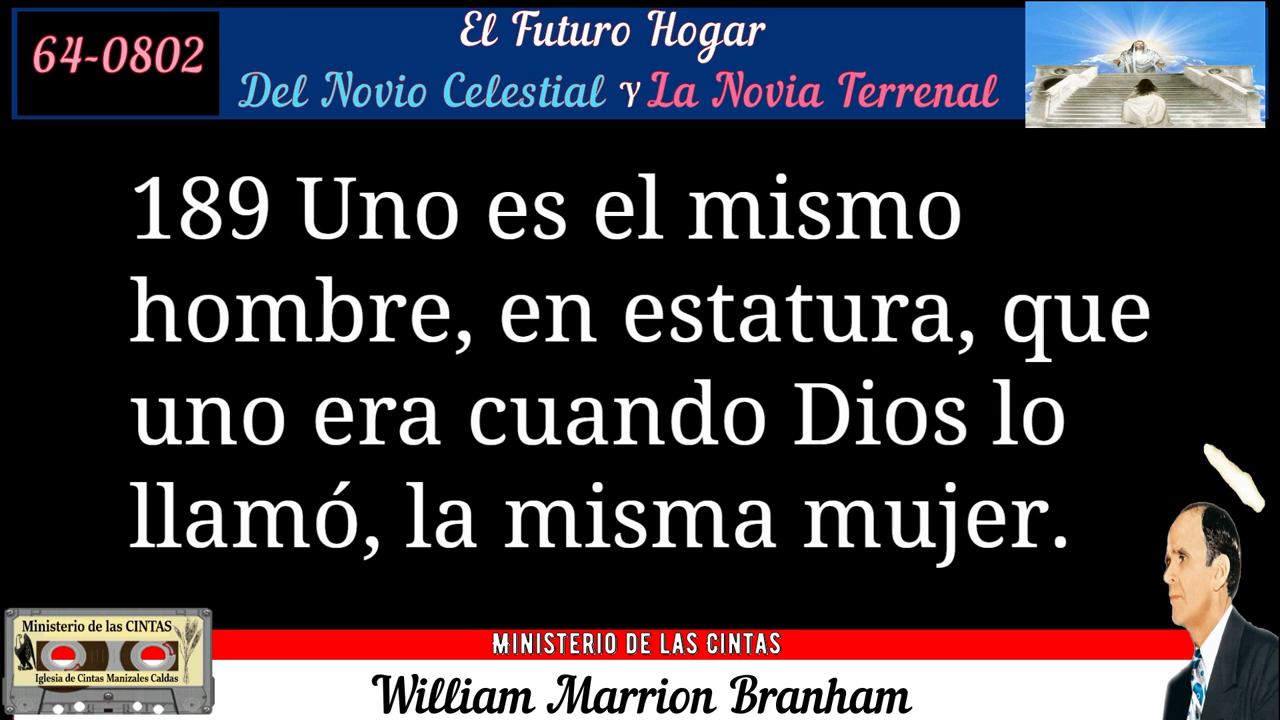 64-0802
El Futuro Hogar
Del Novio Celestial Y La Novia Terrenal
189 Uno es el mismo
hombre, en estatura, que
uno era cuando Dios lo
llamó, la misma mujer.
Ministerio de las CINTAS
Iglesia de Cintas Manizales Caldas
MINISTERIO DE LAS CINTAS
William Marrion Branham